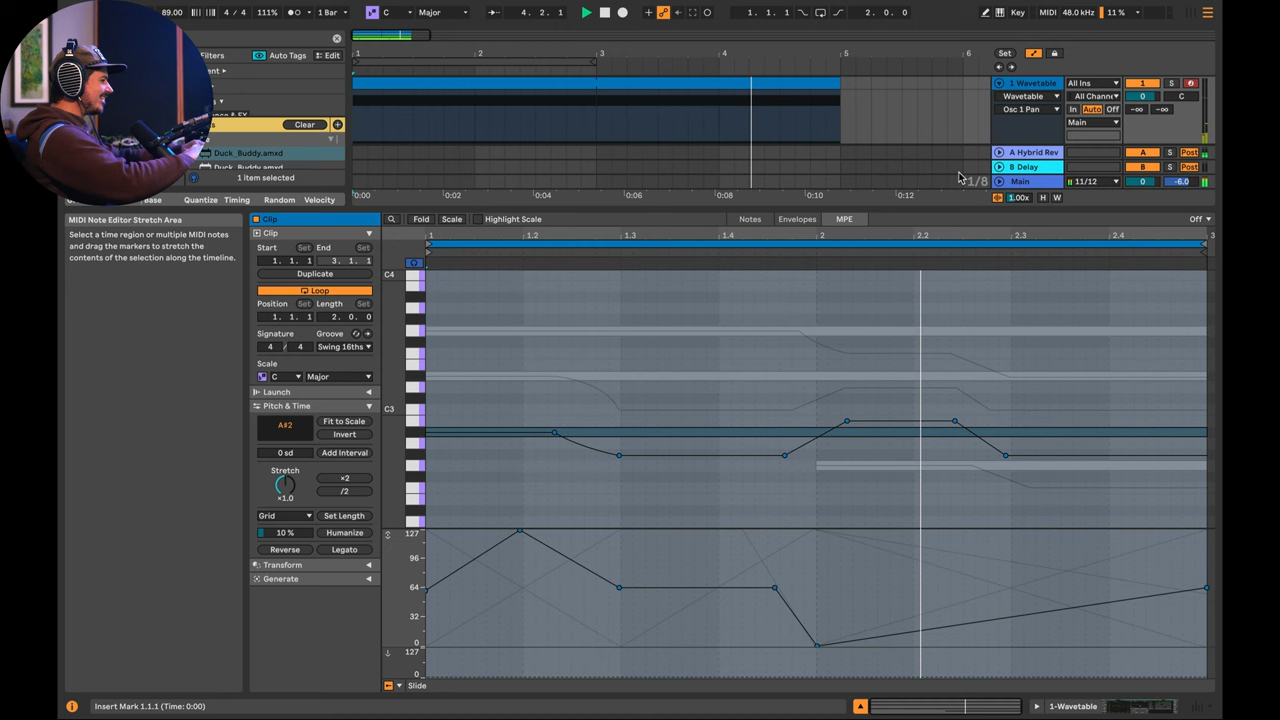 89.00 4 / 4 111% 1 Bar C Major 4. 2. 1 1. 1. 1 2. 0. 0 Key MIDI 48.0 kHz 11 %
Filters Auto Tags Edit
Clear
Duck_Buddy.amxd
Duck_Buddy.amxd
1 item selected
Quantize Timing Random Velocity
1 2 3 4 5 6 Set
1 Wavetable All Ins 1 S
Wavetable All Channe 0 C
Osc 1 Pan In Auto Off -∞ -∞
Main
A Hybrid Rev A S Post
B Delay B S Post
1/8 Main 11/12 0 -6.0
0:00 0:02 0:04 0:06 0:08 0:10 0:12 1.00x H W
MIDI Note Editor Stretch Area
Select a time region or multiple MIDI notes
and drag the markers to stretch the
contents of the selection along the timeline.
Clip
Clip
Start Set End Set
1. 1. 1 3. 1. 1
Duplicate
Loop
Position Set Length Set
1. 1. 1 2. 0. 0
Signature Groove
4 / 4 Swing 16ths
Scale
C Major
Launch
Pitch & Time
A#2 Fit to Scale
Invert
0 sd Add Interval
Stretch
×2
/2
×1.0
Grid Set Length
10 % Humanize
Reverse Legato
Transform
Generate
Fold Scale Highlight Scale Notes Envelopes MPE Off
1 1.2 1.3 1.4 2 2.2 2.3 2.4 3
C4
C3
127
96
64
32
0
127
0
Slide
Insert Mark 1.1.1 (Time: 0:00) 1-Wavetable